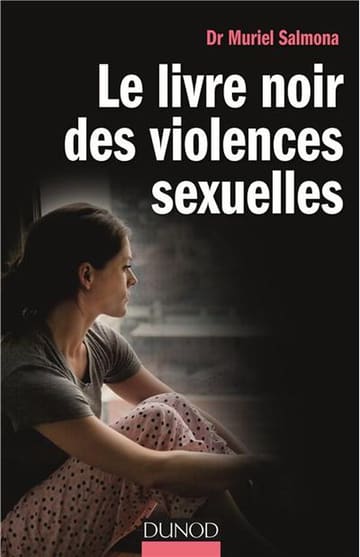 Dr Muriel Salmona
Le livre noir
des violences
sexuelles
DUNOD